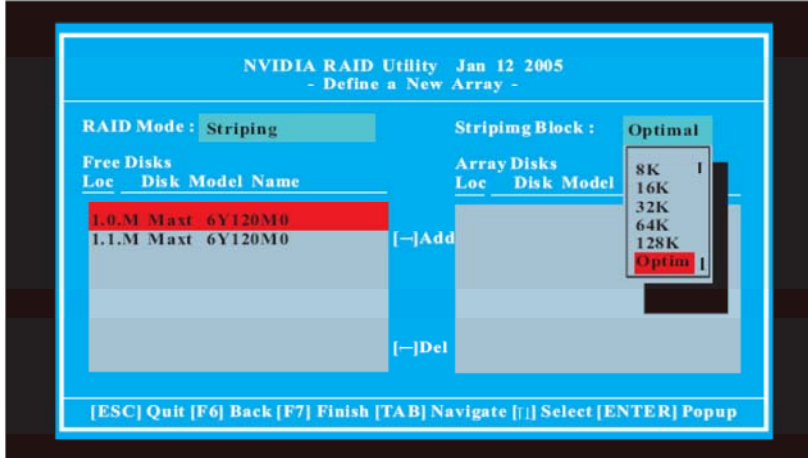 NVIDIA RAID Utility Jan 12 2005
- Define a New Array -
RAID Mode : Striping
Stripimg Block : Optimal
Free Disks
Loc Disk Model Name
Array Disks
Loc Disk Model
8K
16K
32K
64K
128K
Optim
1.0.M Maxt 6Y120M0
1.1.M Maxt 6Y120M0
[─]Add
[─]Del
[ESC] Quit [F6] Back [F7] Finish [TAB] Navigate [] Select [ENTER] Popup